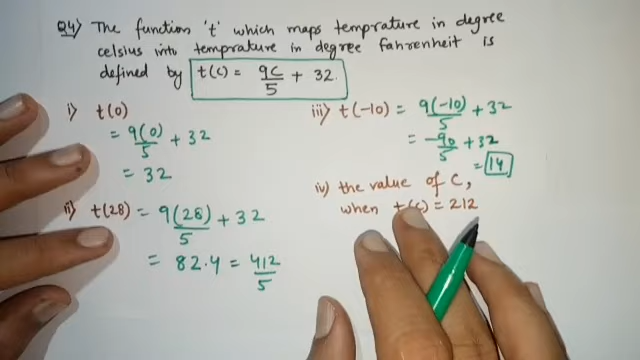 Q4) The function 't' which maps temprature in degree
celsius into temprature in degree fahrenheit is
defined by t(c) = 9C/5 + 32.
i) t(0)
= 9(0)/5 + 32
= 32
ii) t(28) = 9(28)/5 + 32
= 82.4 = 412/5
iii) t(-10) = 9(-10)/5 + 32
= -90/5 + 32
= 14
iv) the value of C,
when t(c) = 212